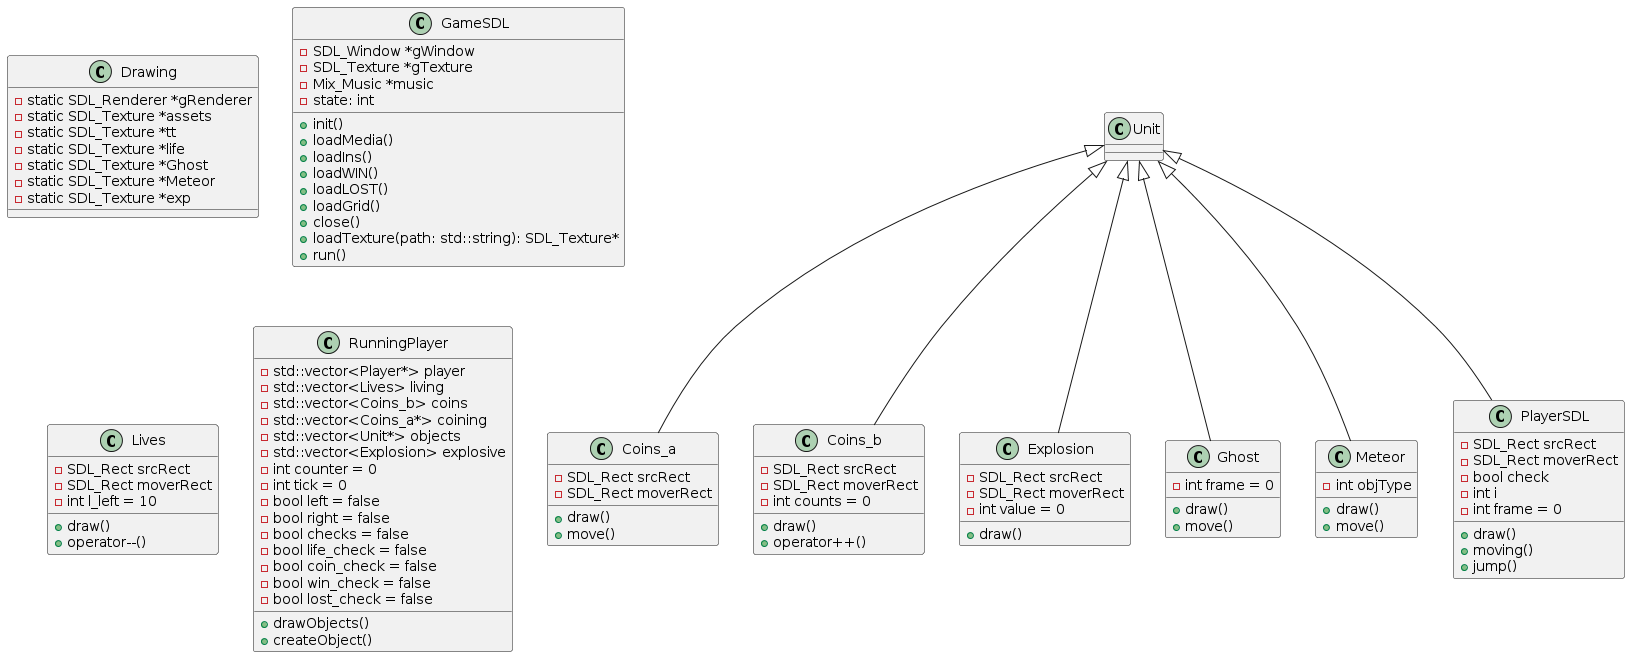 Drawing
static SDL_Renderer *gRenderer
static SDL_Texture *assets
static SDL_Texture *tt
static SDL_Texture *life
static SDL_Texture *Ghost
static SDL_Texture *Meteor
static SDL_Texture *exp
GameSDL
SDL_Window *gWindow
SDL_Texture *gTexture
Mix_Music *music
state: int
init()
loadMedia()
loadIns()
loadWIN()
loadLOST()
loadGrid()
close()
loadTexture(path: std::string): SDL_Texture*
run()
Unit
Lives
SDL_Rect srcRect
SDL_Rect moverRect
int l_left = 10
draw()
operator--()
RunningPlayer
std::vector<Player*> player
std::vector<Lives> living
std::vector<Coins_b> coins
std::vector<Coins_a*> coining
std::vector<Unit*> objects
std::vector<Explosion> explosive
int counter = 0
int tick = 0
bool left = false
bool right = false
bool checks = false
bool life_check = false
bool coin_check = false
bool win_check = false
bool lost_check = false
drawObjects()
createObject()
Coins_a
SDL_Rect srcRect
SDL_Rect moverRect
draw()
move()
Coins_b
SDL_Rect srcRect
SDL_Rect moverRect
int counts = 0
draw()
operator++()
Explosion
SDL_Rect srcRect
SDL_Rect moverRect
int value = 0
draw()
Ghost
int frame = 0
draw()
move()
Meteor
int objType
draw()
move()
PlayerSDL
SDL_Rect srcRect
SDL_Rect moverRect
bool check
int i
int frame = 0
draw()
moving()
jump()